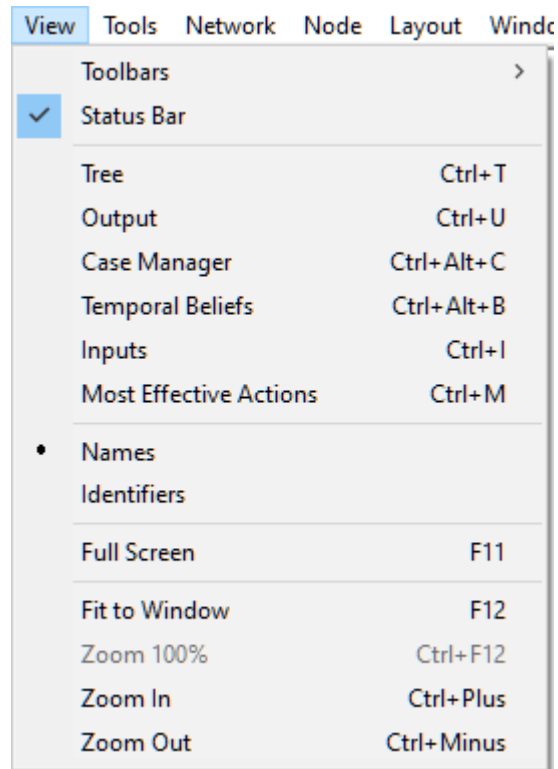 View Tools Network Node Layout
Toolbars >
Status Bar
Tree Ctrl+T
Output Ctrl+U
Case Manager Ctrl+Alt+C
Temporal Beliefs Ctrl+Alt+B
Inputs Ctrl+I
Most Effective Actions Ctrl+M
Names
Identifiers
Full Screen F11
Fit to Window F12
Zoom 100% Ctrl+F12
Zoom In Ctrl+Plus
Zoom Out Ctrl+Minus